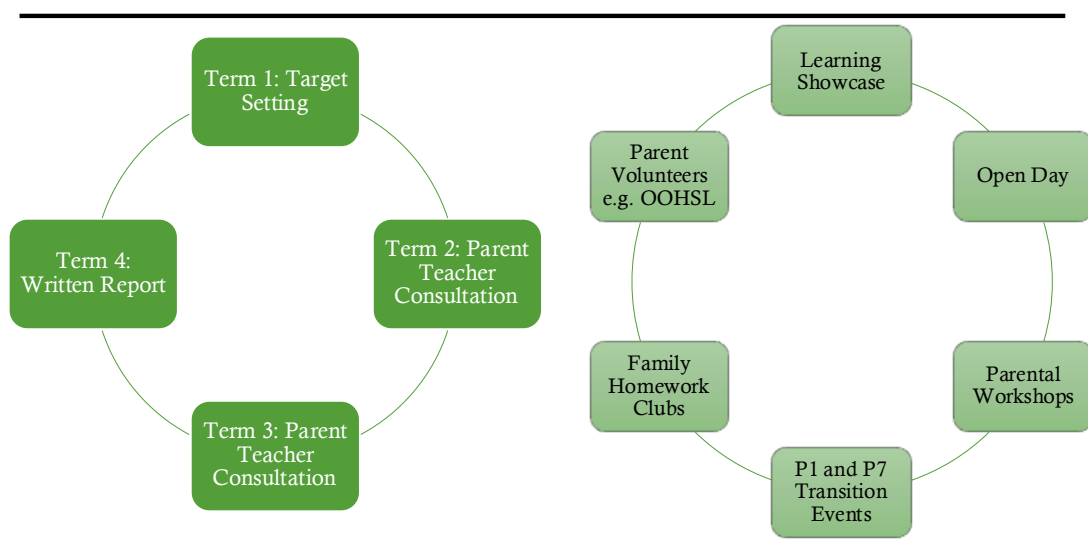 Term 1: Target
Setting
Term 2: Parent
Teacher
Consultation
Term 3: Parent
Teacher
Consultation
Term 4:
Written Report
Learning
Showcase
Open Day
Parental
Workshops
P1 and P7
Transition
Events
Family
Homework
Clubs
Parent
Volunteers
e.g. OOHSL